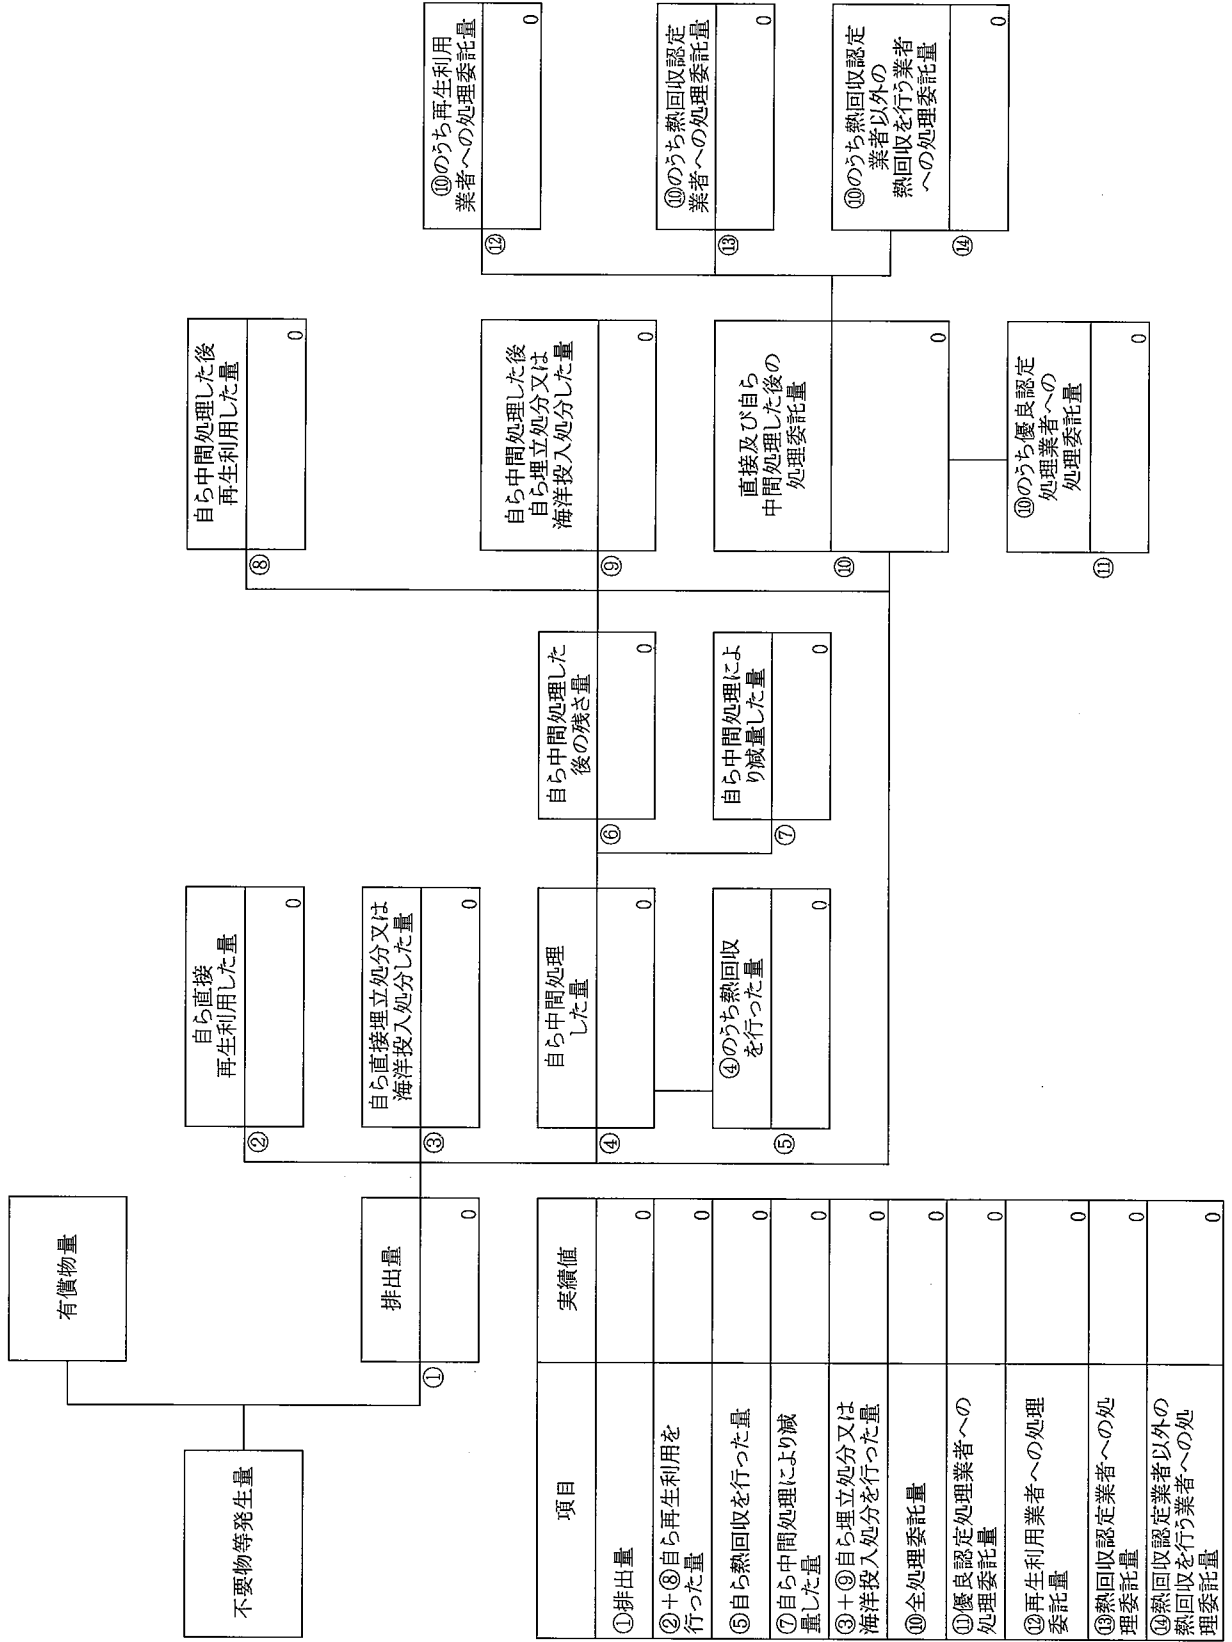 不要物等発生量
有償物量
排出量
①
0
自ら直接
再生利用した量
②
0
自ら直接埋立処分又は
海洋投入処分した量
③
0
自ら中間処理
した量
④
0
④のうち熱回収
を行った量
⑤
0
自ら中間処理した
後の残さ量
⑥
0
自ら中間処理によ
り減量した量
⑦
0
自ら中間処理した後
再生利用した量
⑧
0
自ら中間処理した後
自ら埋立処分又は
海洋投入処分した量
⑨
0
直接及び自ら
中間処理した後の
処理委託量
⑩
0
⑩のうち優良認定
処理業者への
処理委託量
⑪
0
⑩のうち再生利用
業者への処理委託量
⑫
0
⑩のうち熱回収認定
業者への処理委託量
⑬
0
⑩のうち熱回収認定
業者以外の
熱回収を行う業者
への処理委託量
⑭
0
項目 実績値
①排出量 0
②+⑧自ら再生利用を
行った量 0
⑤自ら熱回収を行った量 0
⑦自ら中間処理により減
量した量 0
③+⑨自ら埋立処分又は
海洋投入処分を行った量 0
⑩全処理委託量 0
⑪優良認定処理業者への
処理委託量 0
⑫再生利用業者への処理
委託量 0
⑬熱回収認定業者への処
理委託量 0
⑭熱回収認定業者以外の
熱回収を行う業者への処
理委託量 0